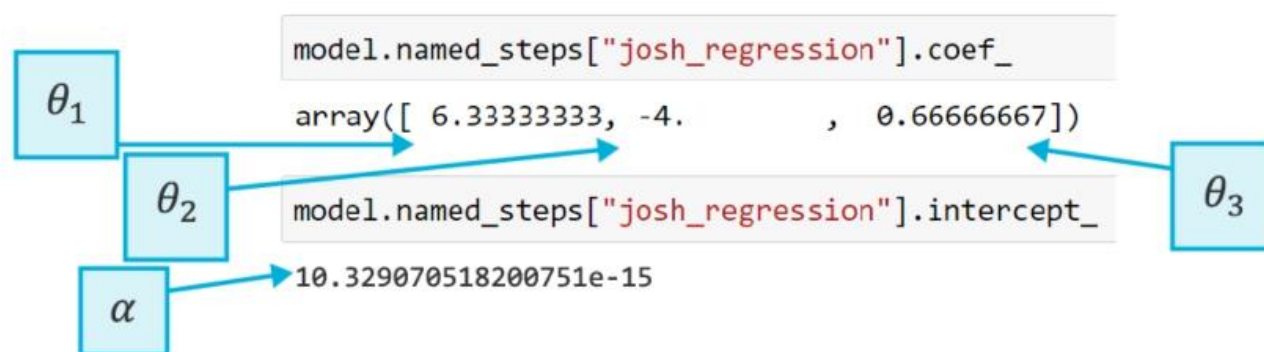 model.named_steps["josh_regression"].coef_
θ₁
array([ 6.33333333, -4.        ,  0.66666667])
θ₂
model.named_steps["josh_regression"].intercept_
θ₃
10.329070518200751e-15
α